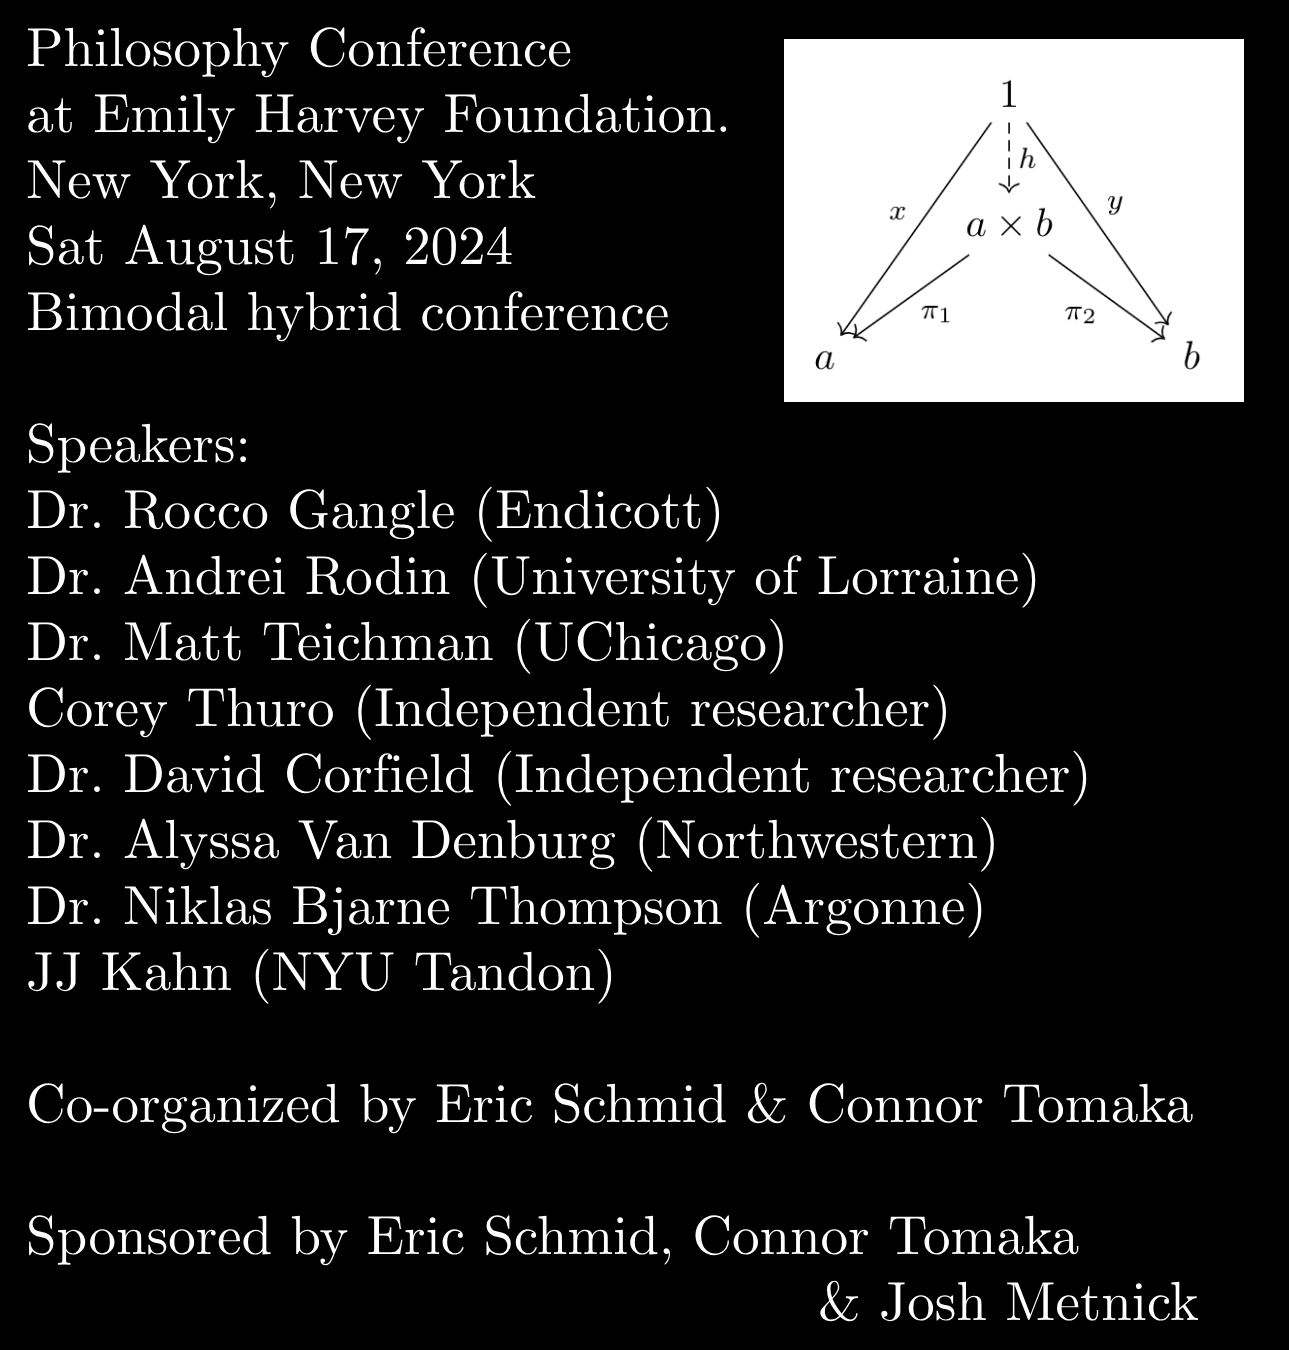 Philosophy Conference
at Emily Harvey Foundation.
New York, New York
Sat August 17, 2024
Bimodal hybrid conference
1
h
x
y
a × b
π₁
π₂
a
b
Speakers:
Dr. Rocco Gangle (Endicott)
Dr. Andrei Rodin (University of Lorraine)
Dr. Matt Teichman (UChicago)
Corey Thuro (Independent researcher)
Dr. David Corfield (Independent researcher)
Dr. Alyssa Van Denburg (Northwestern)
Dr. Niklas Bjarne Thompson (Argonne)
JJ Kahn (NYU Tandon)
Co-organized by Eric Schmid & Connor Tomaka
Sponsored by Eric Schmid, Connor Tomaka
& Josh Metnick